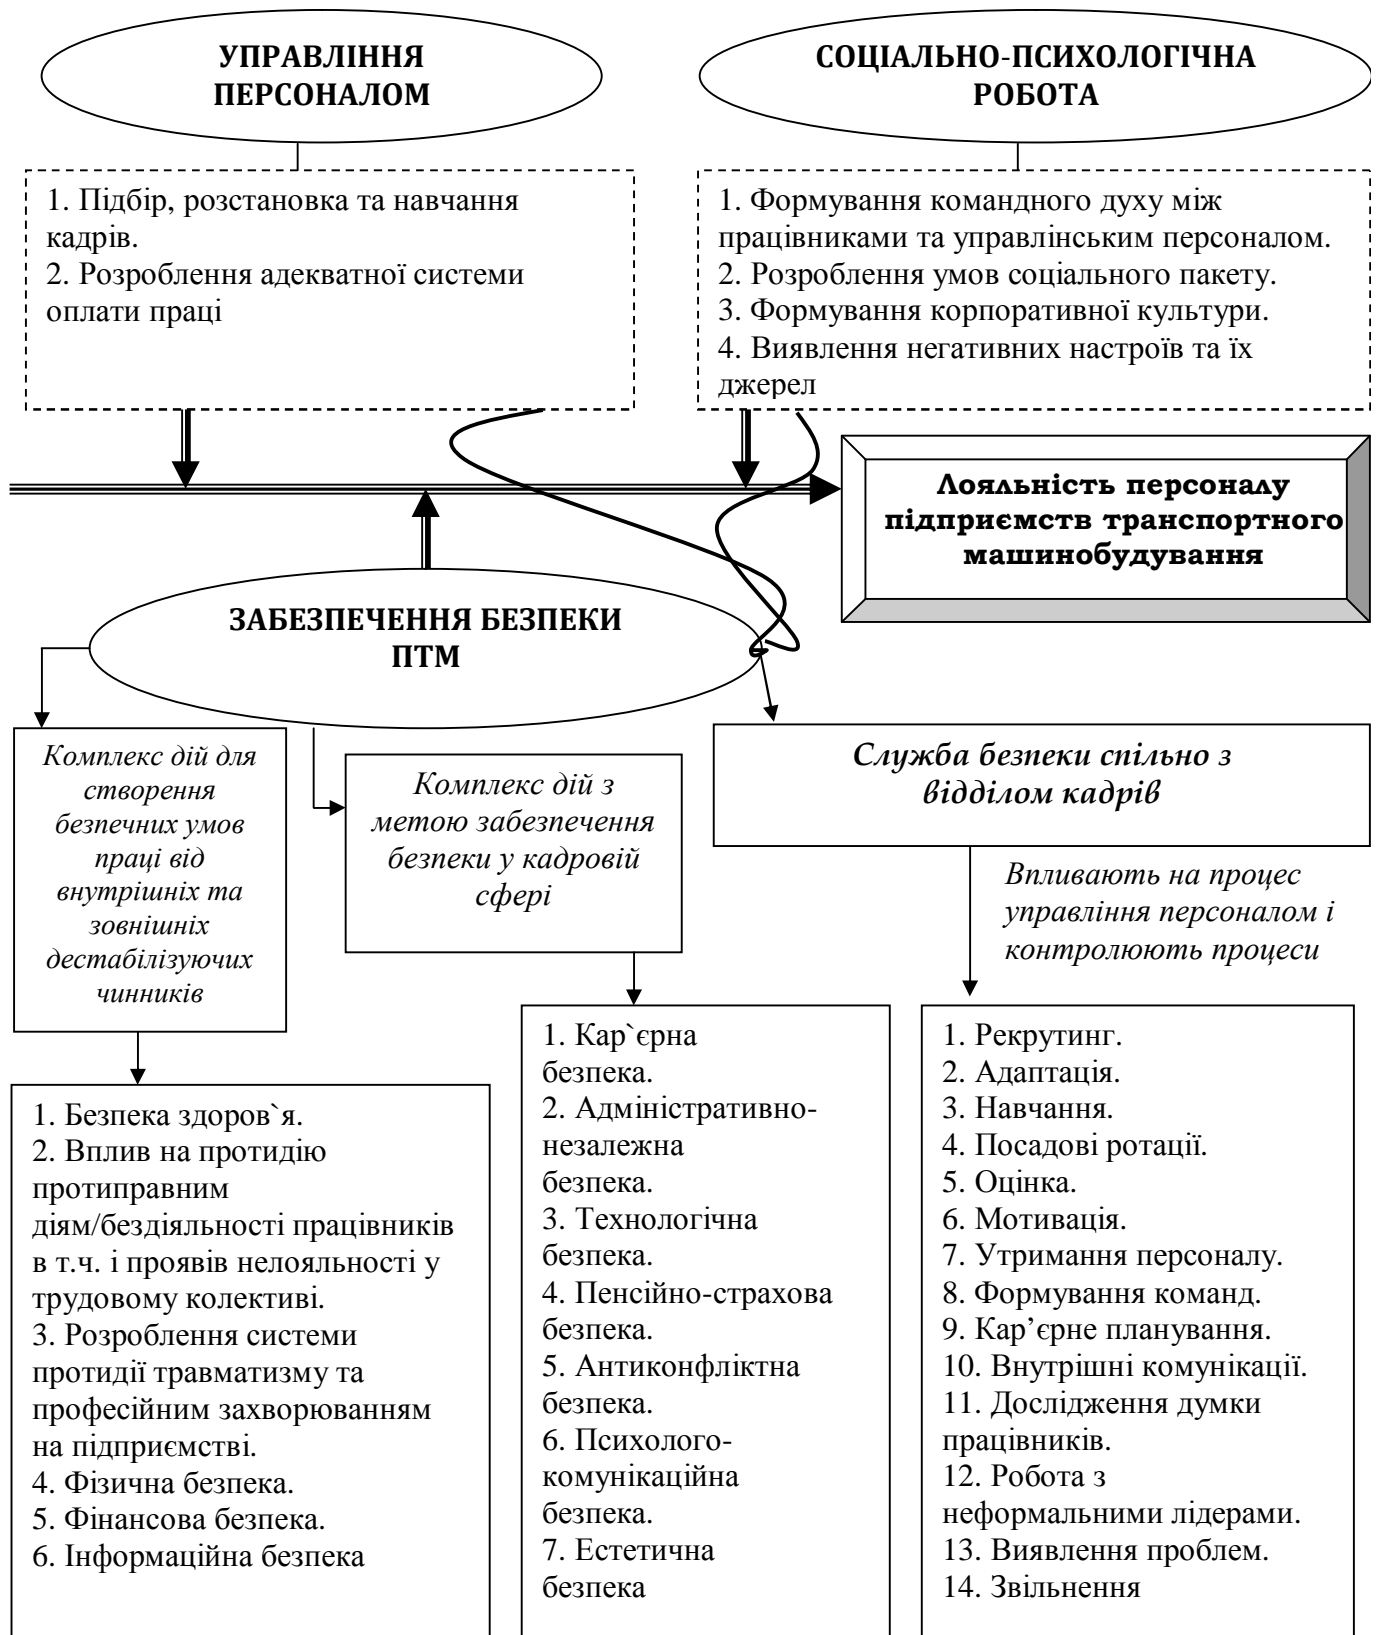 УПРАВЛІННЯ
ПЕРСОНАЛОМ
СОЦІАЛЬНО-ПСИХОЛОГІЧНА
РОБОТА
1. Підбір, розстановка та навчання
кадрів.
2. Розроблення адекватної системи
оплати праці
1. Формування командного духу між
працівниками та управлінським персоналом.
2. Розроблення умов соціального пакету.
3. Формування корпоративної культури.
4. Виявлення негативних настроїв та їх
джерел
Лояльність персоналу
підприємств транспортного
машинобудування
ЗАБЕЗПЕЧЕННЯ БЕЗПЕКИ
ПТМ
Комплекс дій для
створення
безпечних умов
праці від
внутрішніх та
зовнішніх
дестабілізуючих
чинників
Комплекс дій з
метою забезпечення
безпеки у кадровій
сфері
Служба безпеки спільно з
відділом кадрів
Впливають на процес
управління персоналом і
контролюють процеси
1. Безпека здоров`я.
2. Вплив на протидію
протиправним
діям/бездіяльності працівників
в т.ч. і проявів нелояльності у
трудовому колективі.
3. Розроблення системи
протидії травматизму та
професійним захворюванням
на підприємстві.
4. Фізична безпека.
5. Фінансова безпека.
6. Інформаційна безпека
1. Кар`єрна
безпека.
2. Адміністративно-
незалежна
безпека.
3. Технологічна
безпека.
4. Пенсійно-страхова
безпека.
5. Антиконфліктна
безпека.
6. Психолого-
комунікаційна
безпека.
7. Естетична
безпека
1. Рекрутинг.
2. Адаптація.
3. Навчання.
4. Посадові ротації.
5. Оцінка.
6. Мотивація.
7. Утримання персоналу.
8. Формування команд.
9. Кар’єрне планування.
10. Внутрішні комунікації.
11. Дослідження думки
працівників.
12. Робота з
неформальними лідерами.
13. Виявлення проблем.
14. Звільнення